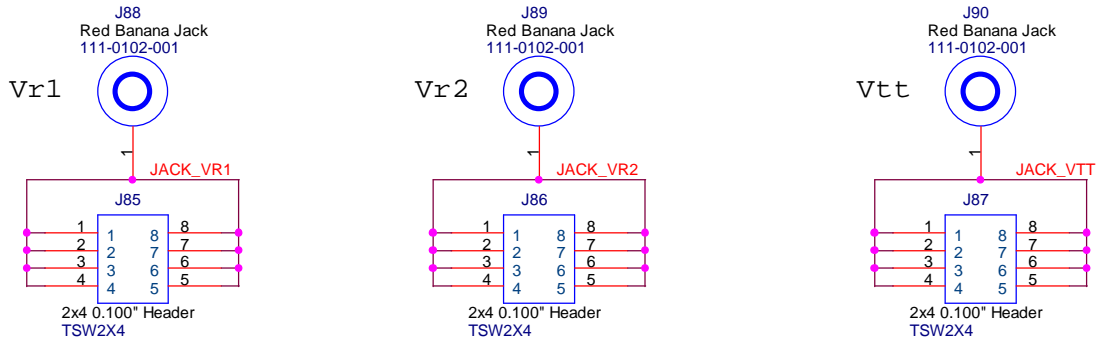 J88
Red Banana Jack
111-0102-001
Vr1
1
JACK_VR1
J85
1 1 8 8
2 2 7 7
3 3 6 6
4 4 5 5
2x4 0.100" Header
TSW2X4
J89
Red Banana Jack
111-0102-001
Vr2
1
JACK_VR2
J86
1 1 8 8
2 2 7 7
3 3 6 6
4 4 5 5
2x4 0.100" Header
TSW2X4
J90
Red Banana Jack
111-0102-001
Vtt
1
JACK_VTT
J87
1 1 8 8
2 2 7 7
3 3 6 6
4 4 5 5
2x4 0.100" Header
TSW2X4